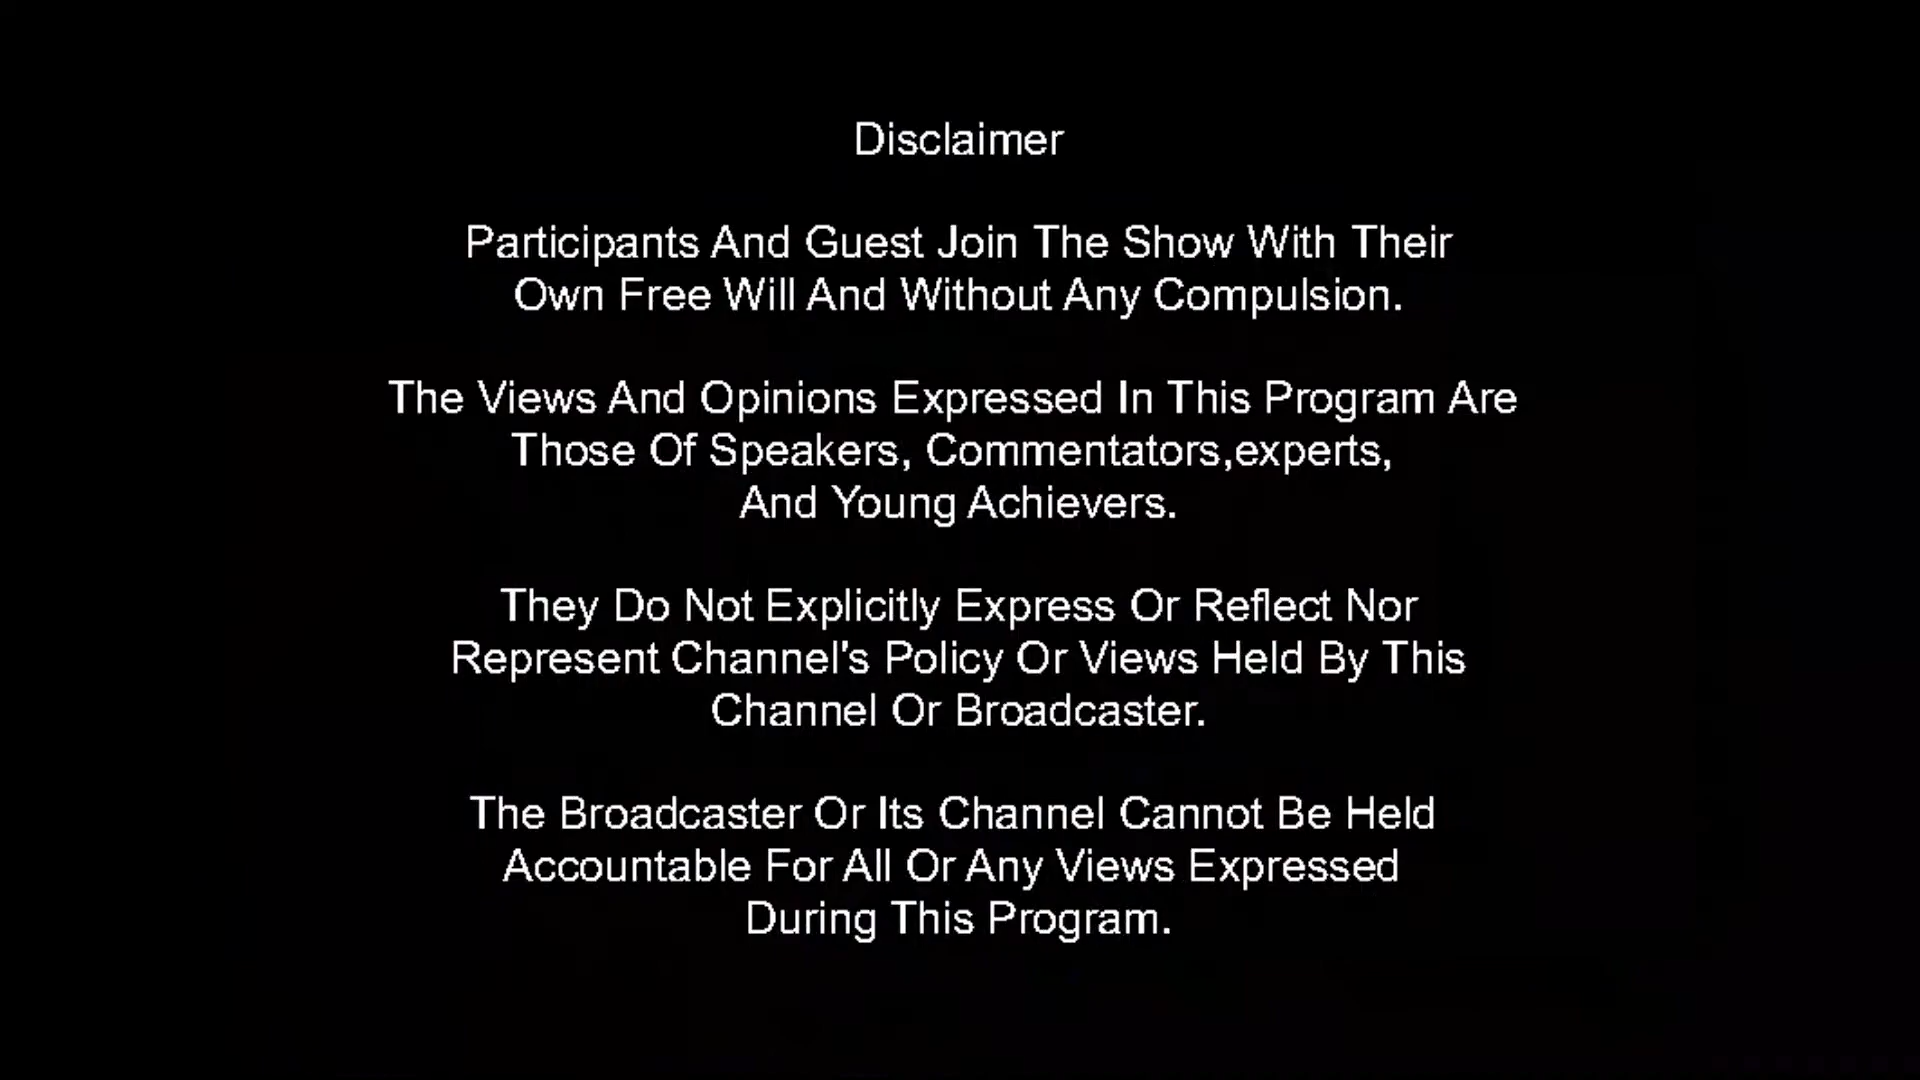 Disclaimer
Participants And Guest Join The Show With Their
Own Free Will And Without Any Compulsion.
The Views And Opinions Expressed In This Program Are
Those Of Speakers, Commentators,experts,
And Young Achievers.
They Do Not Explicitly Express Or Reflect Nor
Represent Channel's Policy Or Views Held By This
Channel Or Broadcaster.
The Broadcaster Or Its Channel Cannot Be Held
Accountable For All Or Any Views Expressed
During This Program.